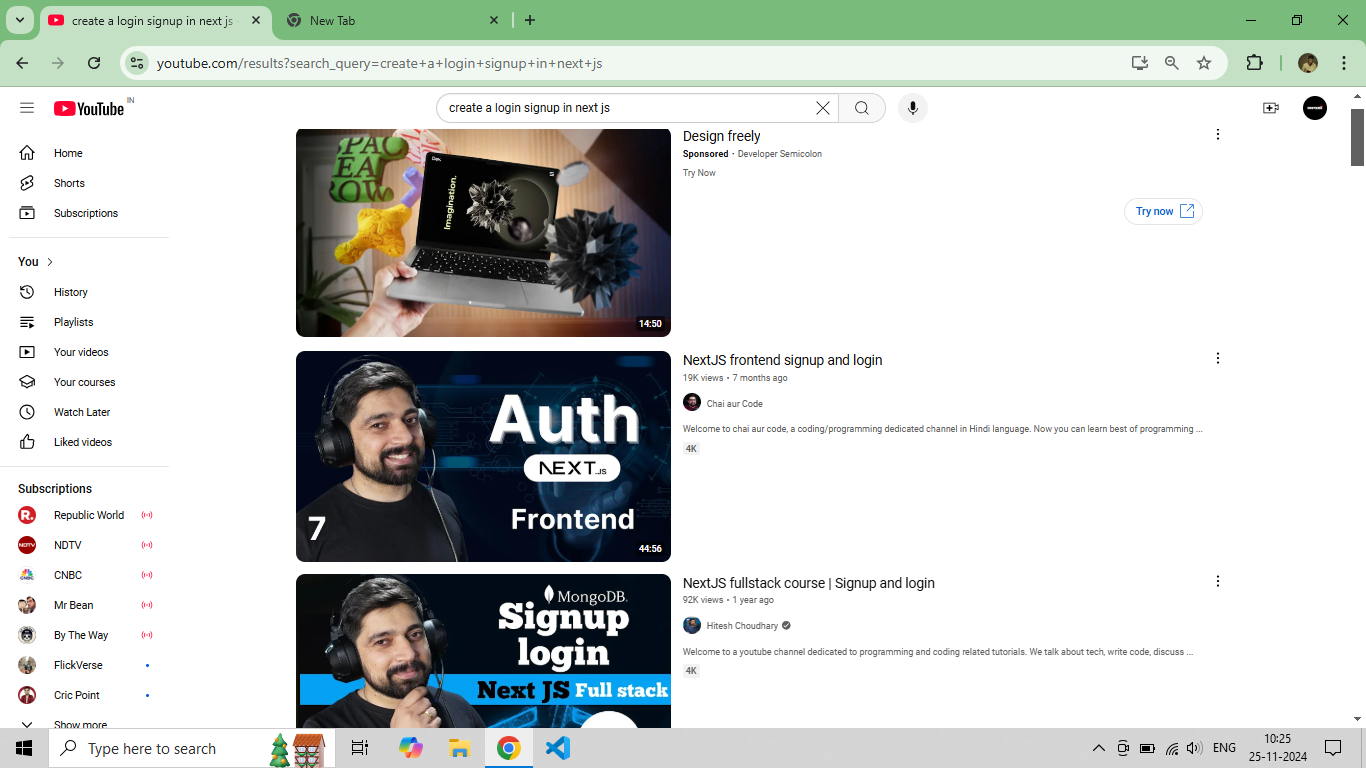 create a login signup in next js
New Tab
youtube.com/results?search_query=create+a+login+signup+in+next+js
YouTube IN
create a login signup in next js
Home
Shorts
Subscriptions
You
History
Playlists
Your videos
Your courses
Watch Later
Liked videos
Subscriptions
Republic World
NDTV
CNBC
Mr Bean
By The Way
FlickVerse
Cric Point
Show more
Imagination.
14:50
Design freely
Sponsored · Developer Semicolon
Try Now
Try now
Auth
NEXT.JS
Frontend
7
44:56
NextJS frontend signup and login
19K views • 7 months ago
Chai aur Code
Welcome to chai aur code, a coding/programming dedicated channel in Hindi language. Now you can learn best of programming ...
4K
MongoDB.
Signup
login
Next JS Full stack
NextJS fullstack course | Signup and login
92K views • 1 year ago
Hitesh Choudhary
Welcome to a youtube channel dedicated to programming and coding related tutorials. We talk about tech, write code, discuss ...
4K
Type here to search
ENG
10:25
25-11-2024